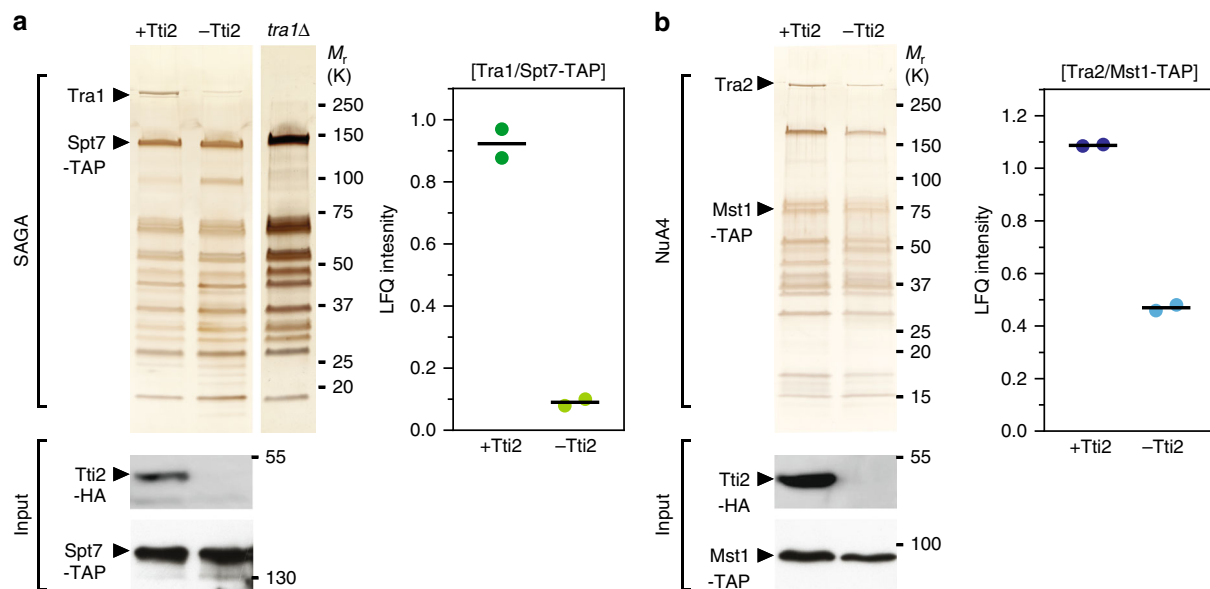 a
+Tti2 –Tti2 tra1Δ
Mr
(K)
SAGA
Tra1
Spt7
-TAP
250
150
100
75
50
37
25
20
[Tra1/Spt7-TAP]
LFQ intesnity
1.0
0.8
0.6
0.4
0.2
0.0
+Tti2 –Tti2
Input
Tti2
-HA
55
Spt7
-TAP
130
b
+Tti2 –Tti2
Mr
(K)
NuA4
Tra2
Mst1
-TAP
250
150
100
75
50
37
25
20
15
[Tra2/Mst1-TAP]
LFQ intensity
1.2
1.0
0.8
0.6
0.4
0.2
0.0
+Tti2 –Tti2
Input
Tti2
-HA
55
Mst1
-TAP
100